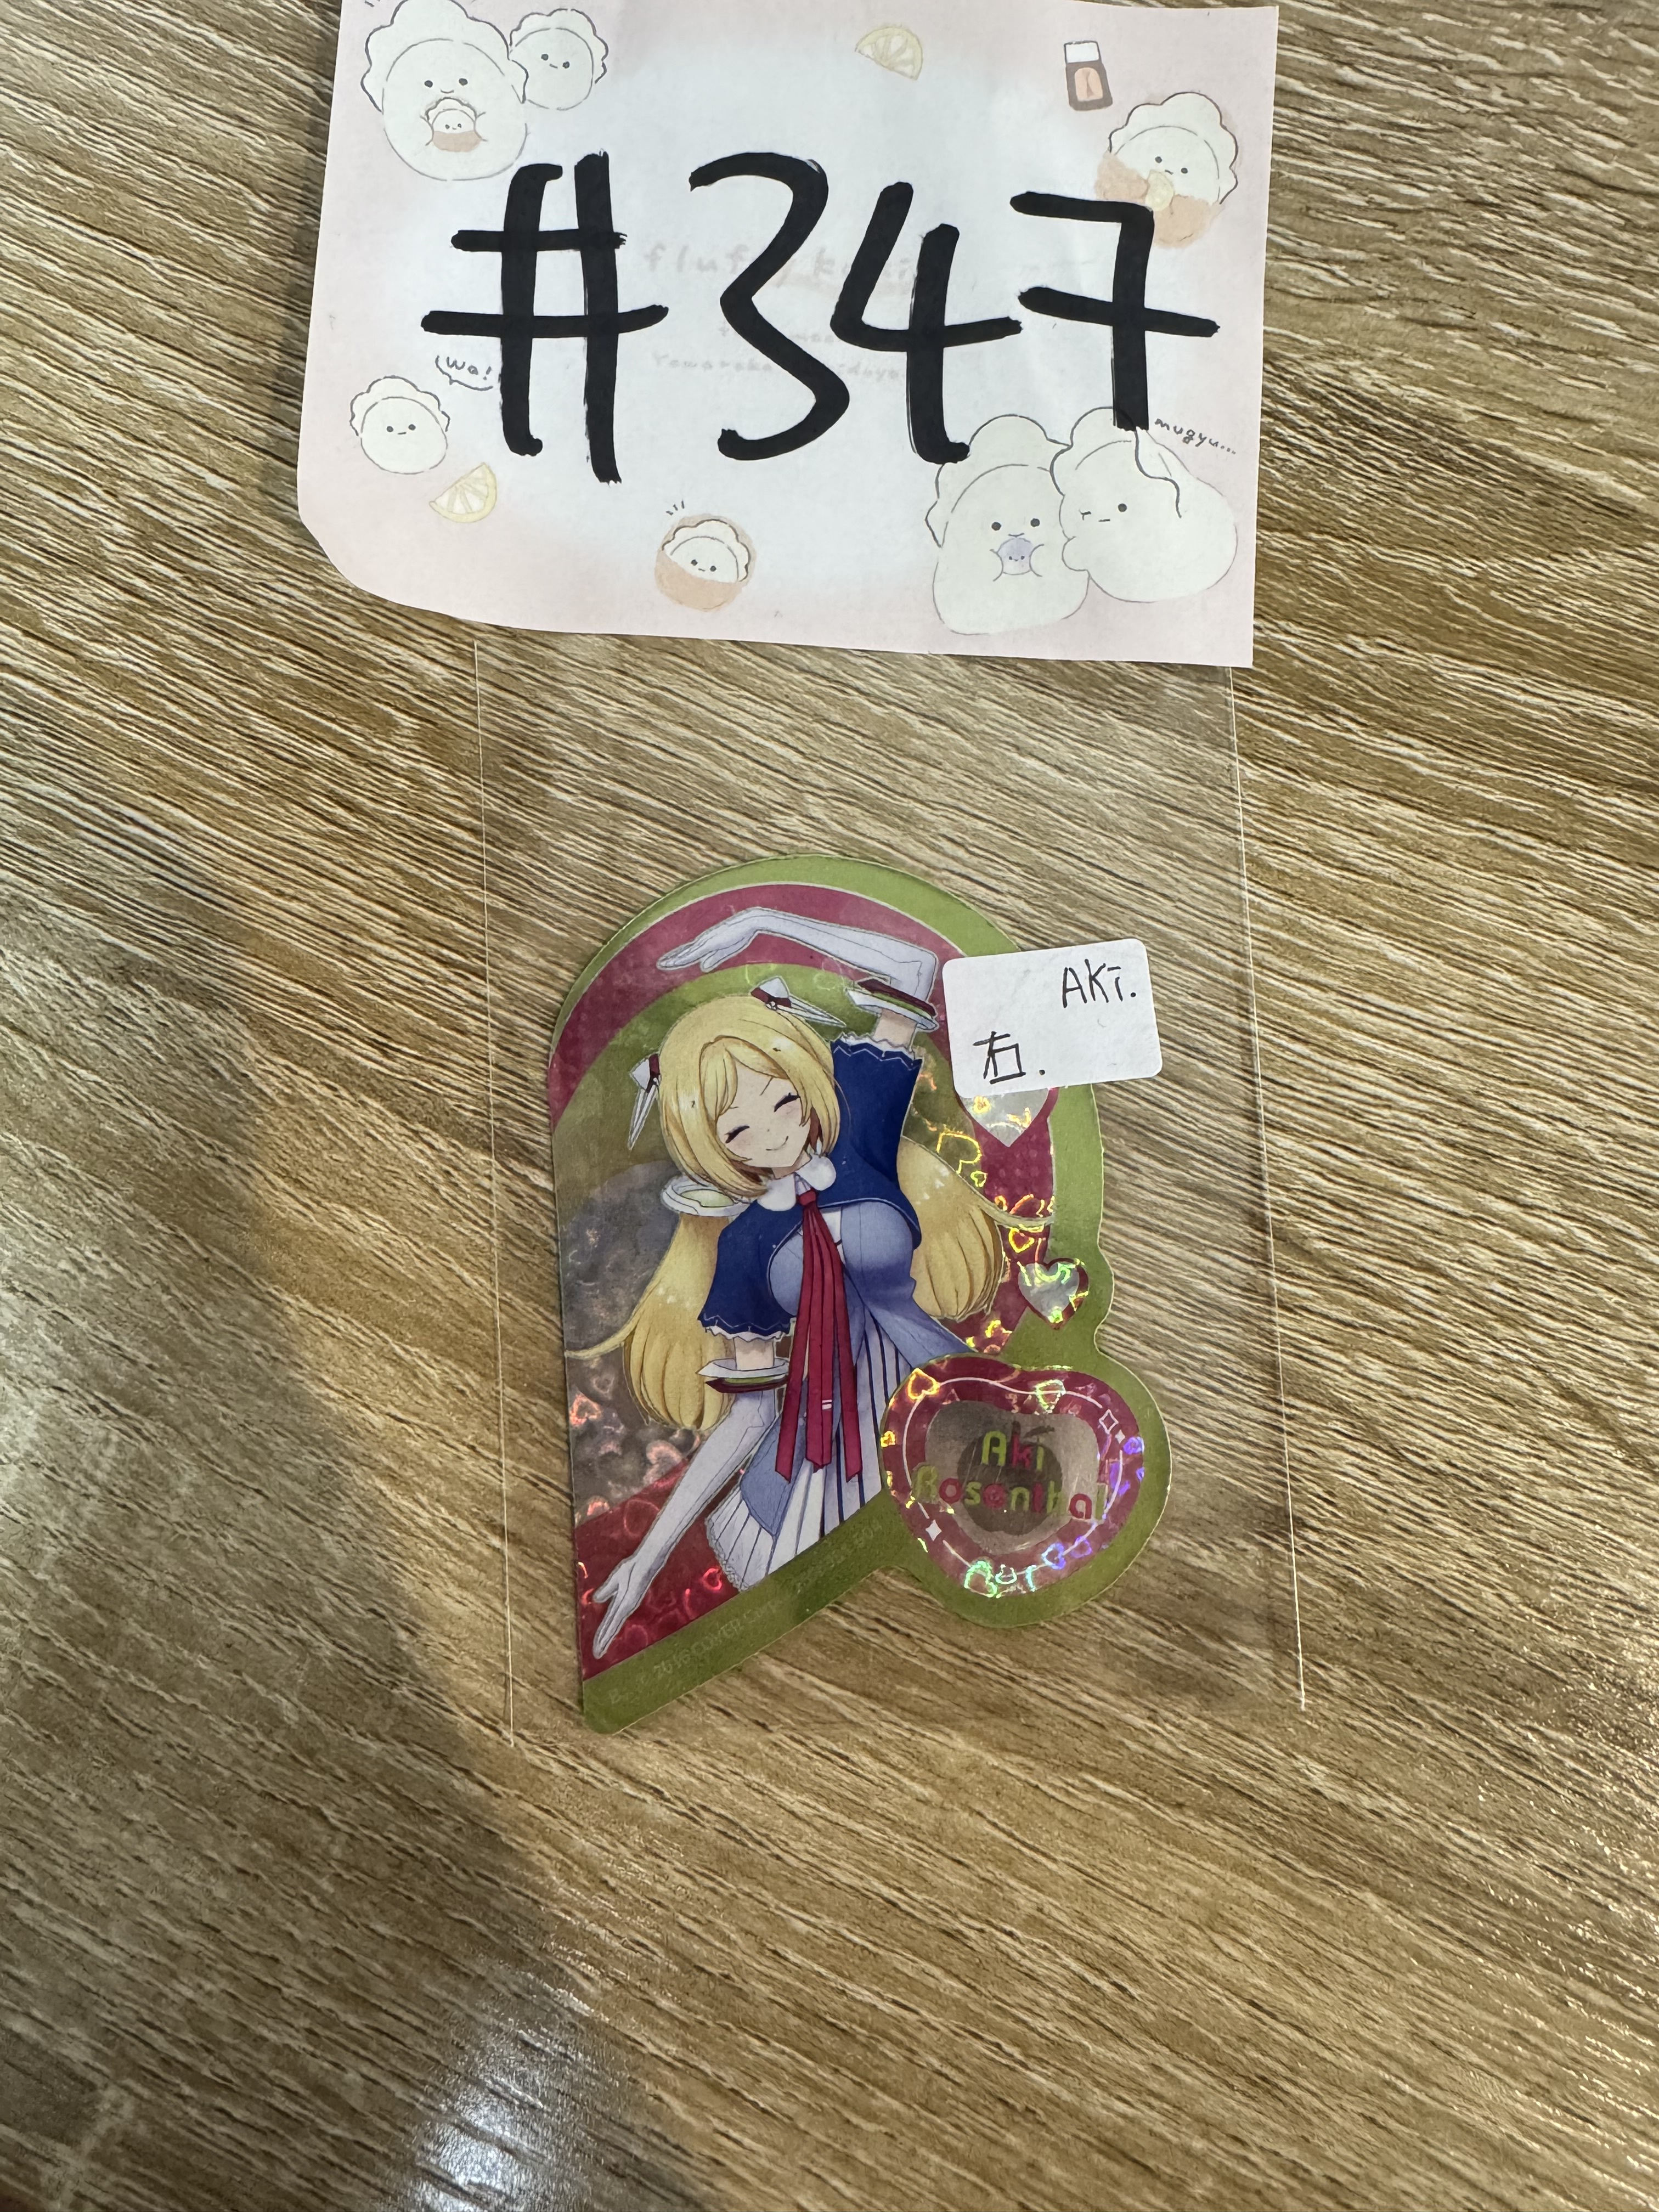 #347
Wa!
mugyu...
AKi.
右.
Aki
Rosenthal